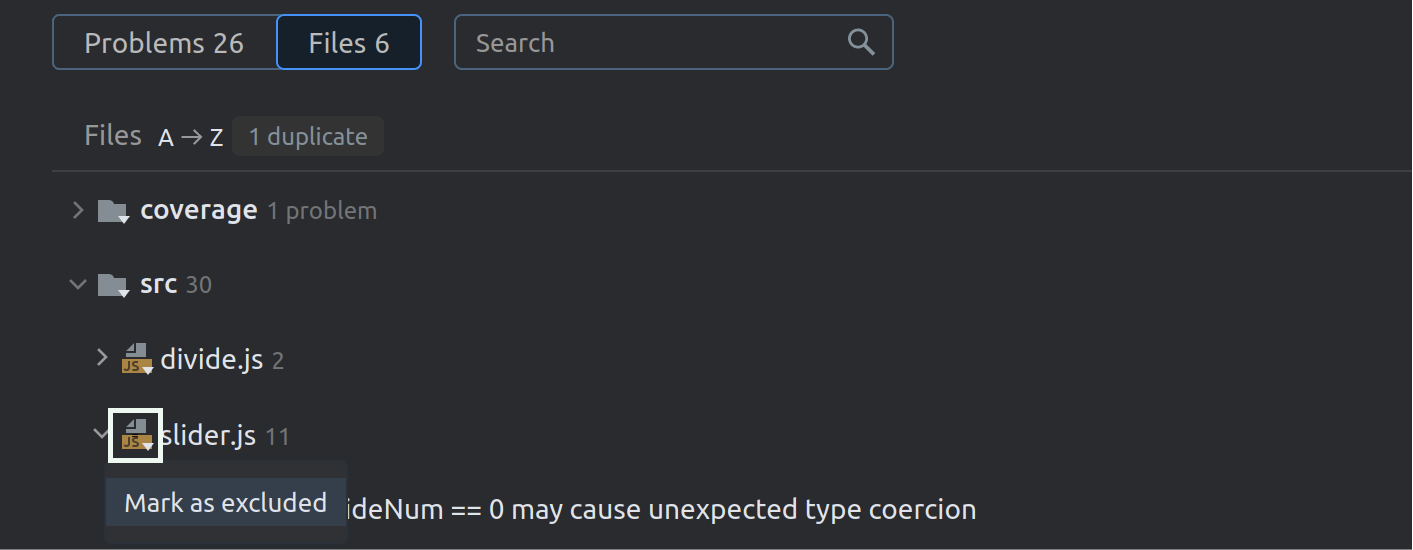 Problems 26 Files 6 Search
Files A → Z 1 duplicate
coverage 1 problem
src 30
JS divide.js 2
JS slider.js 11
Mark as excluded ideNum == 0 may cause unexpected type coercion